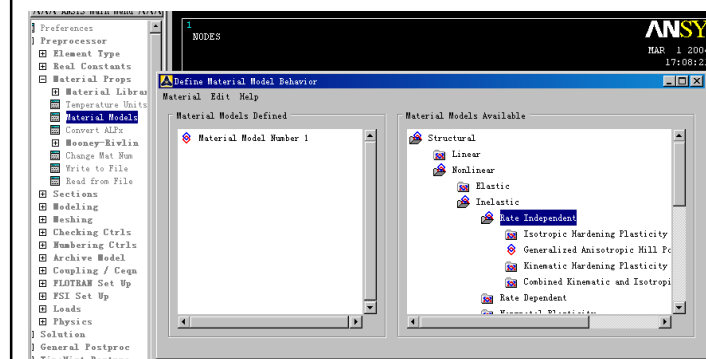 ANSYS Main Menu
Preferences
Preprocessor
Element Type
Real Constants
Material Props
Material Librar
Temperature Units
Material Models
Convert ALPx
Mooney-Rivlin
Change Mat Num
Write to File
Read from File
Sections
Modeling
Meshing
Checking Ctrls
Numbering Ctrls
Archive Model
Coupling / Ceqn
FLOTRAN Set Up
FSI Set Up
Loads
Physics
Solution
General Postproc
1
NODES
ANSY
MAR 1 2004
17:08:2
Define Material Model Behavior
Material Edit Help
Material Models Defined
Material Model Number 1
Material Models Available
Structural
Linear
Nonlinear
Elastic
Inelastic
Rate Independent
Isotropic Hardening Plasticity
Generalized Anisotropic Hill Po
Kinematic Hardening Plasticity
Combined Kinematic and Isotropi
Rate Dependent